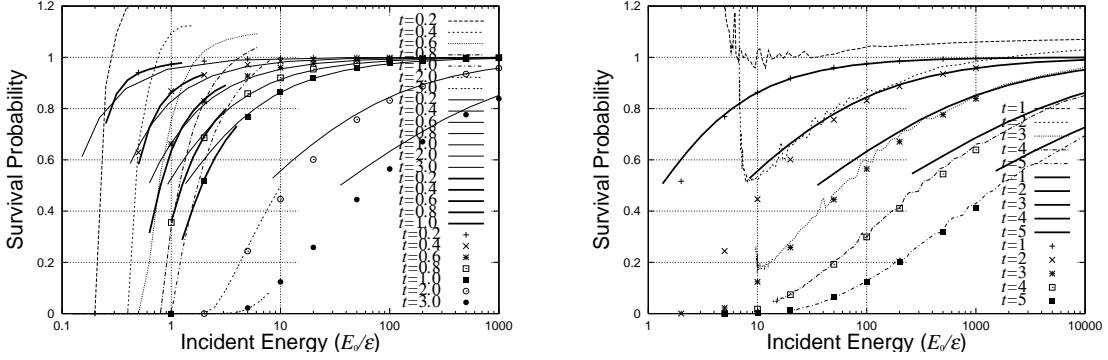 1.2
1
0.8
0.6
0.4
0.2
0
Survival Probability
0.1 1 10 100 1000
Incident Energy (E₀/ε)
t=0.2
t=0.4
t=0.6
t=0.8
t=1.0
t=2.0
t=3.0
t=0.2
t=0.4
t=0.6
t=0.8
t=1.0
t=2.0
t=3.0
t=0.2
t=0.4
t=0.6
t=0.8
t=1.0
t=0.2
t=0.4
t=0.6
t=0.8
t=1.0
t=2.0
t=3.0
1.2
1
0.8
0.6
0.4
0.2
0
Survival Probability
1 10 100 1000 10000
Incident Energy (E₀/ε)
t=1
t=2
t=3
t=4
t=5
t=1
t=2
t=3
t=4
t=5
t=1
t=2
t=3
t=4
t=5